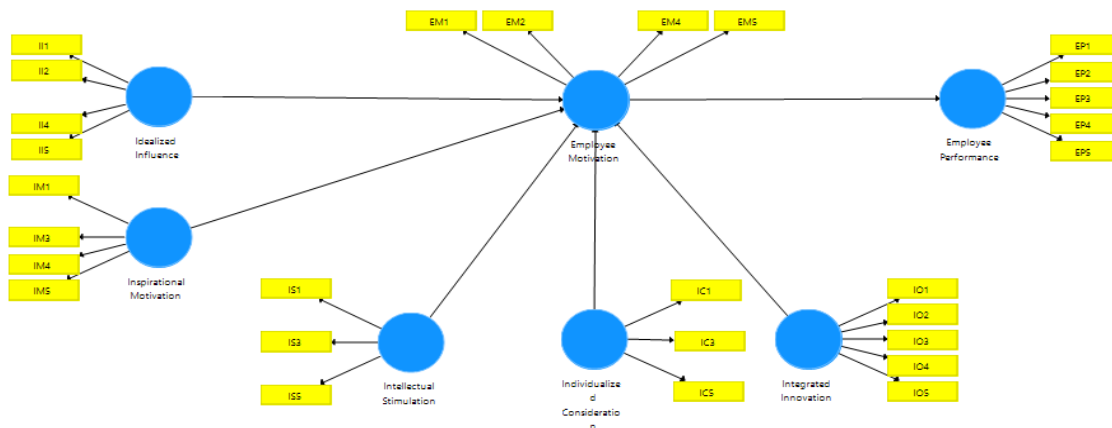 EM1
EM2
EM4
EM5
II1
II2
II4
II5
Idealized
Influence
Employee
Motivation
EP1
EP2
EP3
EP4
EP5
Employee
Performance
IM1
IM3
IM4
IM5
Inspirational
Motivation
IS1
IS3
IS5
Intellectual
Stimulation
IC1
IC3
IC5
Individualize
d
Consideratio
n
IO1
IO2
IO3
IO4
IO5
Integrated
Innovation